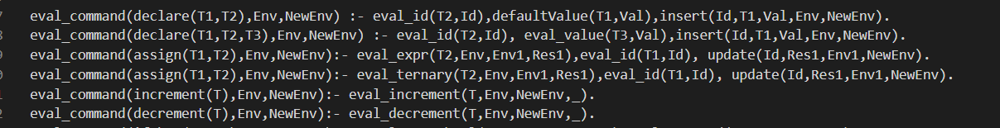 eval_command(declare(T1,T2),Env,NewEnv) :- eval_id(T2,Id),defaultValue(T1,Val),insert(Id,T1,Val,Env,NewEnv).
eval_command(declare(T1,T2,T3),Env,NewEnv) :- eval_id(T2,Id), eval_value(T3,Val),insert(Id,T1,Val,Env,NewEnv).
eval_command(assign(T1,T2),Env,NewEnv):- eval_expr(T2,Env,Env1,Res1),eval_id(T1,Id), update(Id,Res1,Env1,NewEnv).
eval_command(assign(T1,T2),Env,NewEnv):- eval_ternary(T2,Env,Env1,Res1),eval_id(T1,Id), update(Id,Res1,Env1,NewEnv).
eval_command(increment(T),Env,NewEnv):- eval_increment(T,Env,NewEnv,_).
eval_command(decrement(T),Env,NewEnv):- eval_decrement(T,Env,NewEnv,_).